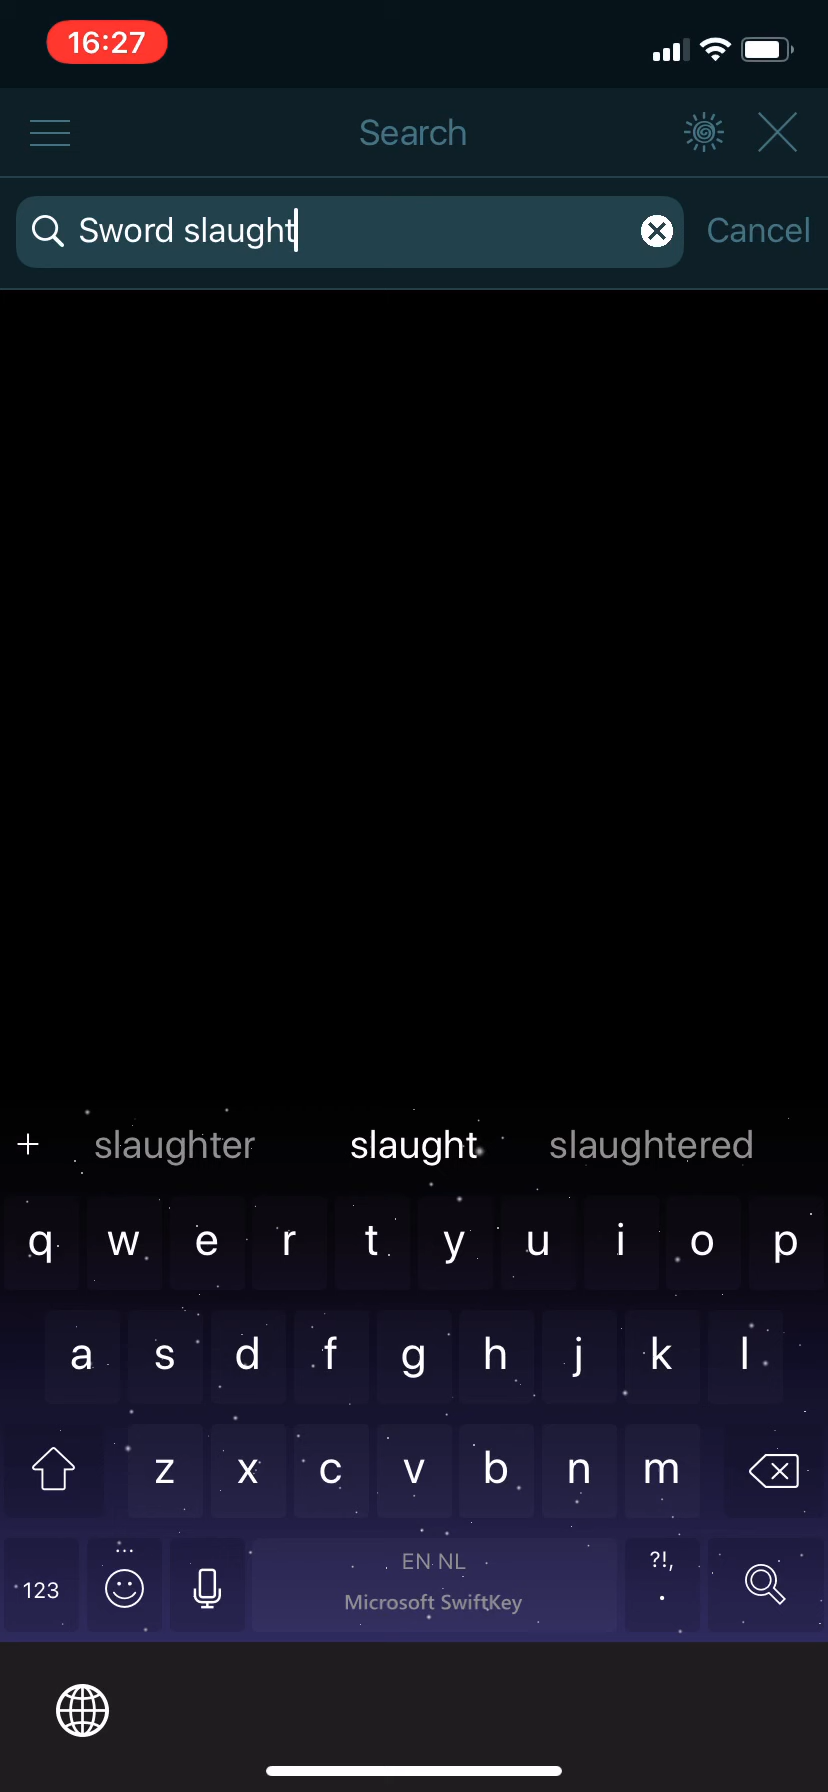 16:27
Search
Sword slaught
Cancel
+ slaughter slaught slaughtered
q w e r t y u i o p
a s d f g h j k l
z x c v b n m
... EN NL ?!,
123 Microsoft SwiftKey .